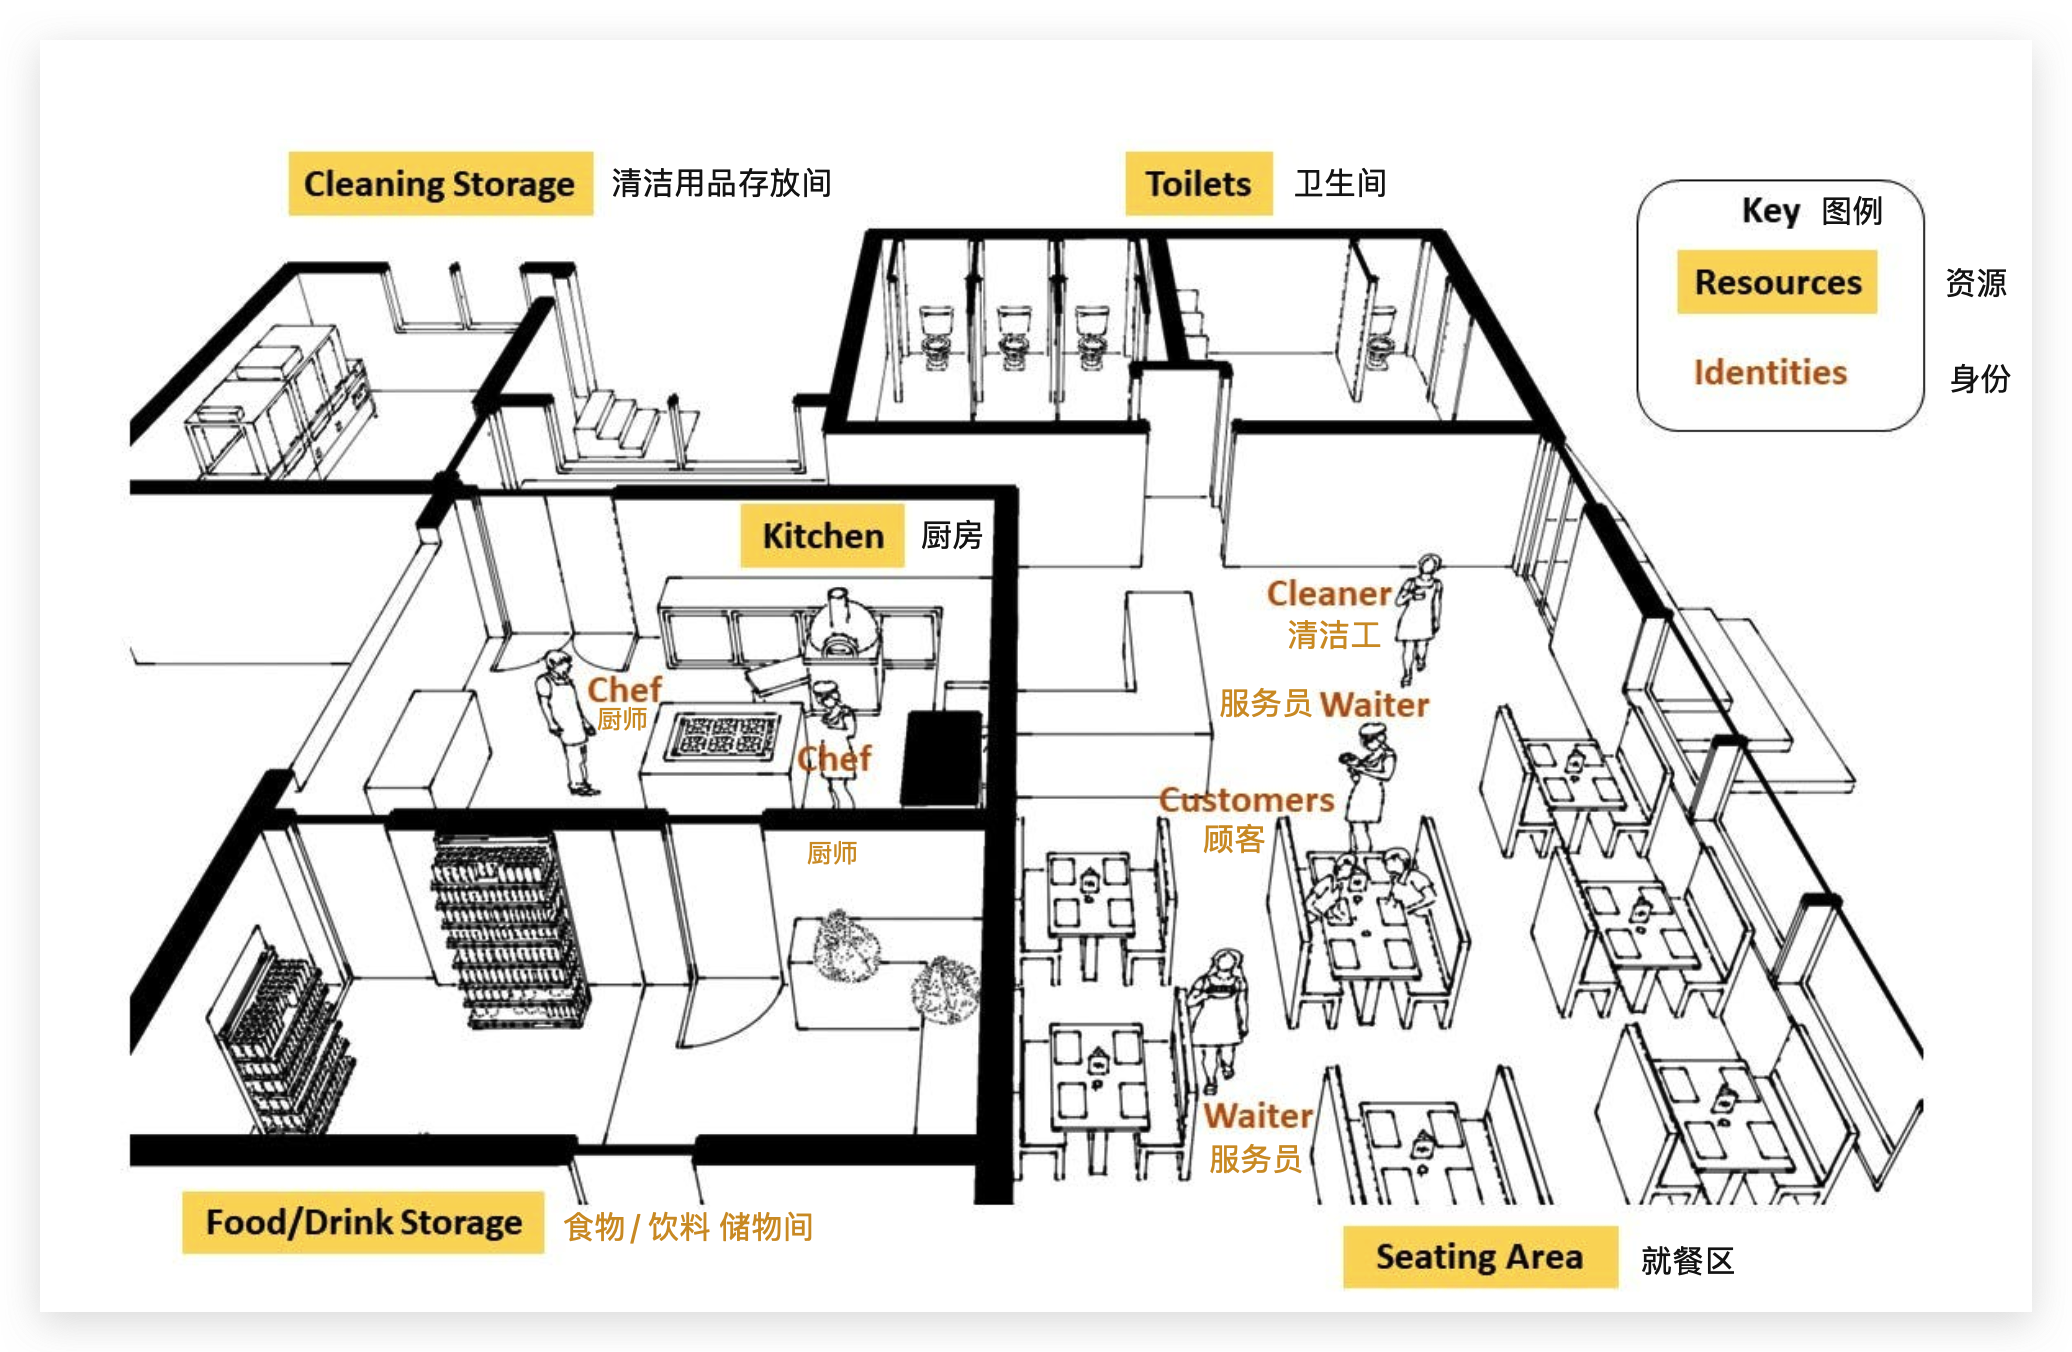 Cleaning Storage 清洁用品存放间
Toilets 卫生间
Key 图例
Resources 资源
Identities 身份
Kitchen 厨房
Cleaner
清洁工
Chef
厨师
服务员 Waiter
Chef
Customers
顾客
厨师
Waiter
服务员
Food/Drink Storage 食物/饮料 储物间
Seating Area 就餐区